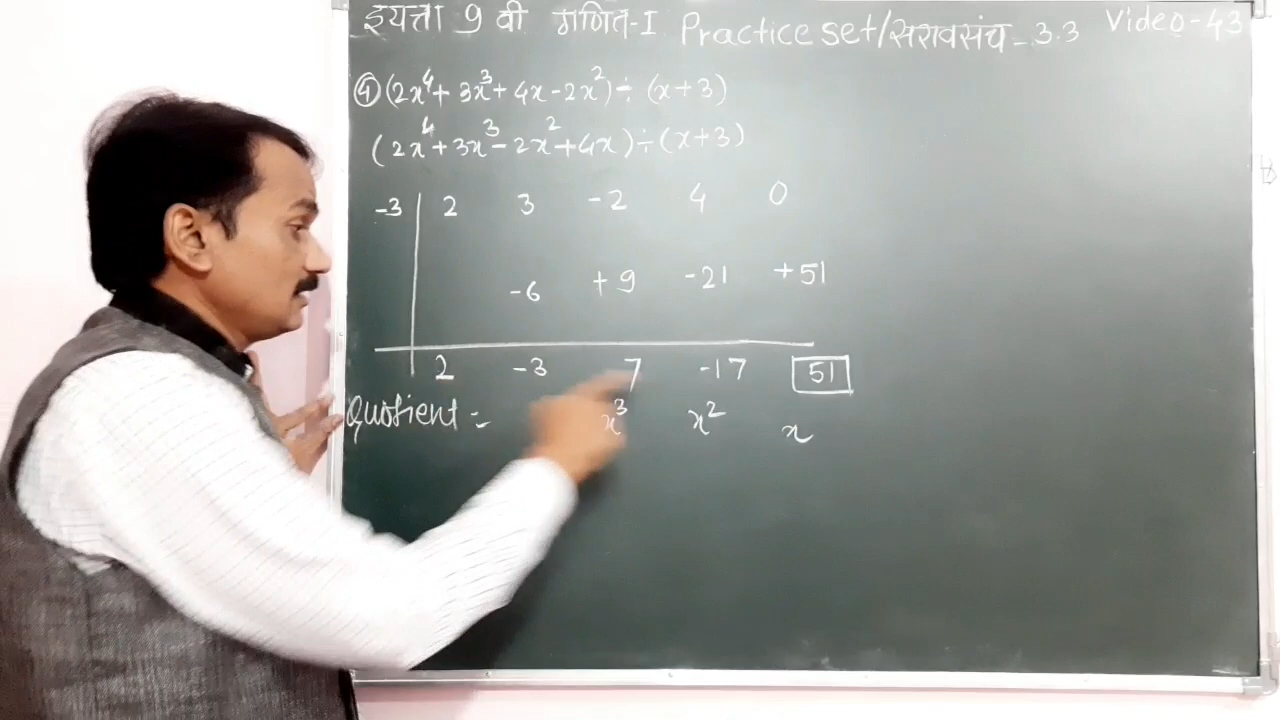 इयत्ता 9 वी गणित-I Practice set/सरावसंच - 3.3 Video-43
④ (2x⁴ + 3x³ + 4x - 2x²) ÷ (x+3)
(2x⁴ + 3x³ - 2x² + 4x) ÷ (x+3)
-3 | 2 3 -2 4 0
-6 +9 -21 +51
2 -3 7 -17 51
Quotient = x³ x² x